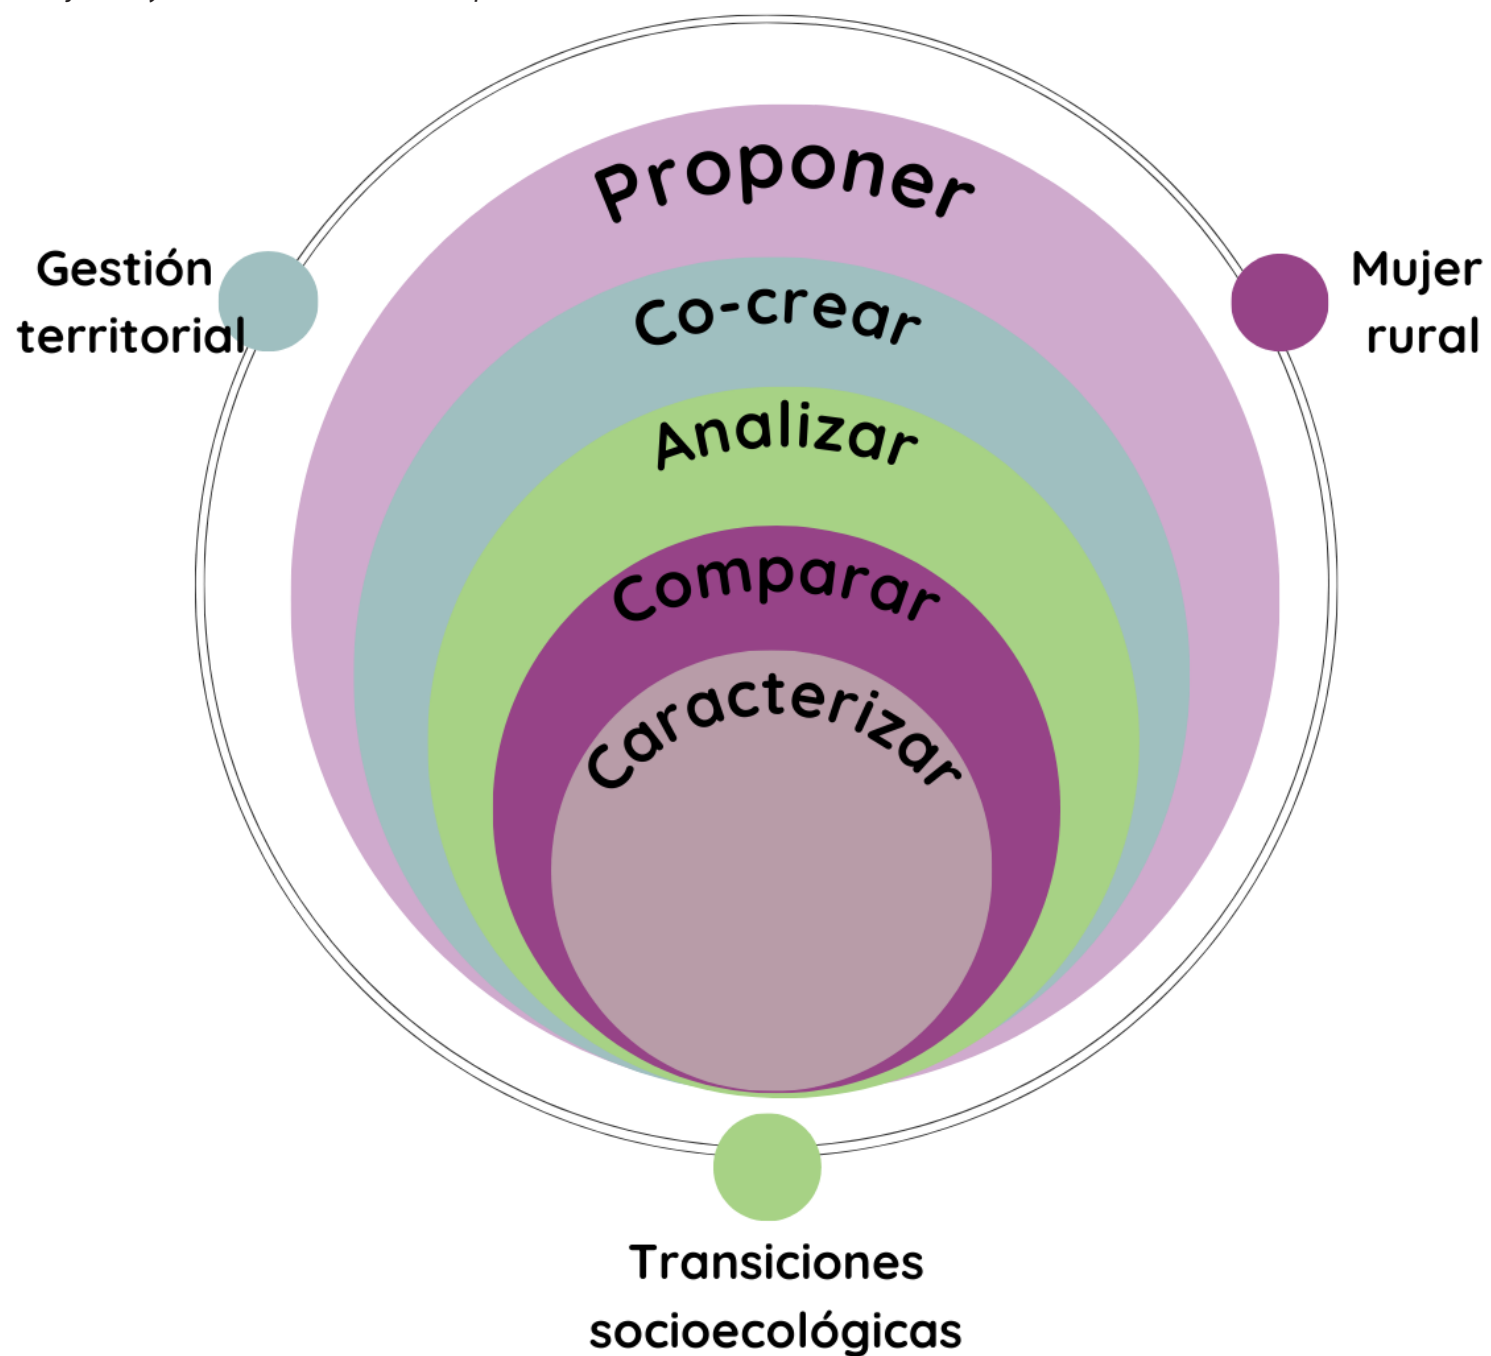 Proponer
Gestión
territorial
Mujer
rural
Co-crear
Analizar
Comparar
Caracterizar
Transiciones
socioecológicas